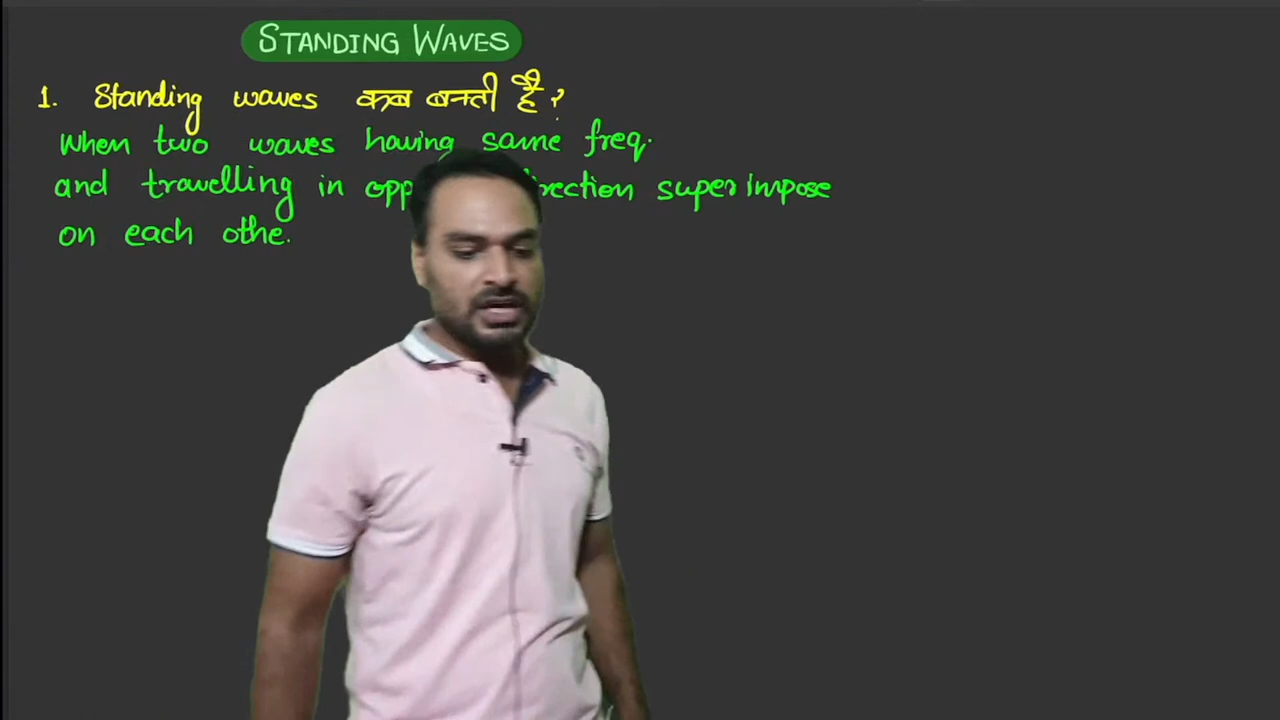 STANDING WAVES
1. Standing waves कब बनती है?
When two waves having same freq.
and travelling in superimpose
on each othe.